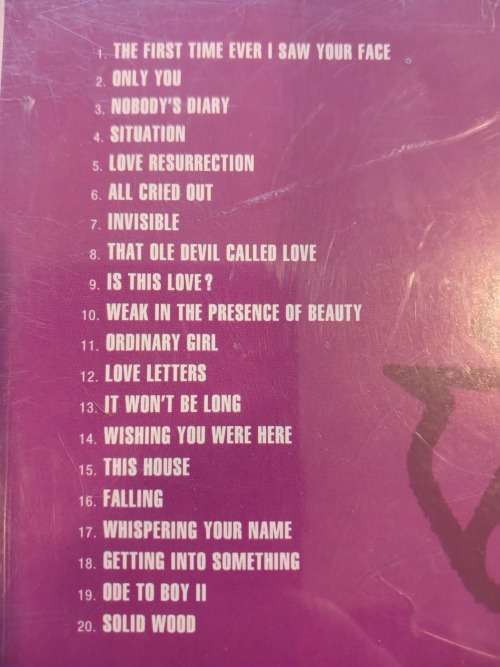 1. THE FIRST TIME EVER I SAW YOUR FACE
2. ONLY YOU
3. NOBODY'S DIARY
4. SITUATION
5. LOVE RESURRECTION
6. ALL CRIED OUT
7. INVISIBLE
8. THAT OLE DEVIL CALLED LOVE
9. IS THIS LOVE?
10. WEAK IN THE PRESENCE OF BEAUTY
11. ORDINARY GIRL
12. LOVE LETTERS
13. IT WON'T BE LONG
14. WISHING YOU WERE HERE
15. THIS HOUSE
16. FALLING
17. WHISPERING YOUR NAME
18. GETTING INTO SOMETHING
19. ODE TO BOY II
20. SOLID WOOD